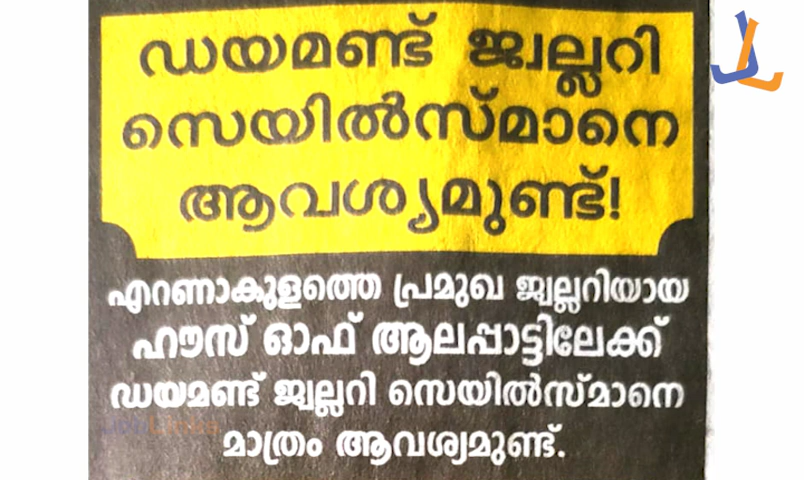 ഡയമണ്ട് ജ്വല്ലറി
സെയിൽസ്മാനെ
ആവശ്യമുണ്ട്!
എറണാകുളത്തെ പ്രമുഖ ജ്വല്ലറിയായ
ഹൗസ് ഓഫ് ആലപ്പാട്ടിലേക്ക്
ഡയമണ്ട് ജ്വല്ലറി സെയിൽസ്മാനെ
മാത്രം ആവശ്യമുണ്ട്.